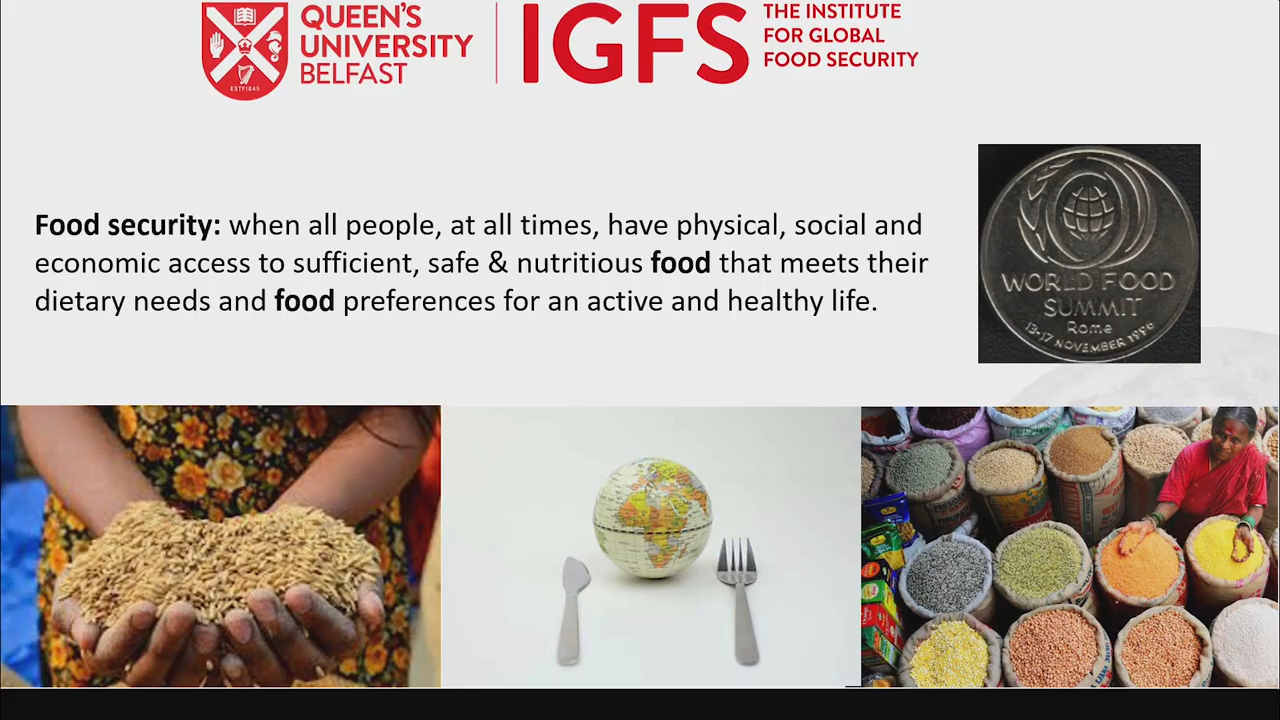 QUEEN'S
UNIVERSITY
BELFAST
ESTD1845
IGFS
THE INSTITUTE
FOR GLOBAL
FOOD SECURITY
Food security: when all people, at all times, have physical, social and
economic access to sufficient, safe & nutritious food that meets their
dietary needs and food preferences for an active and healthy life.
WORLD FOOD
SUMMIT
Rome
13-17 NOVEMBER 1996